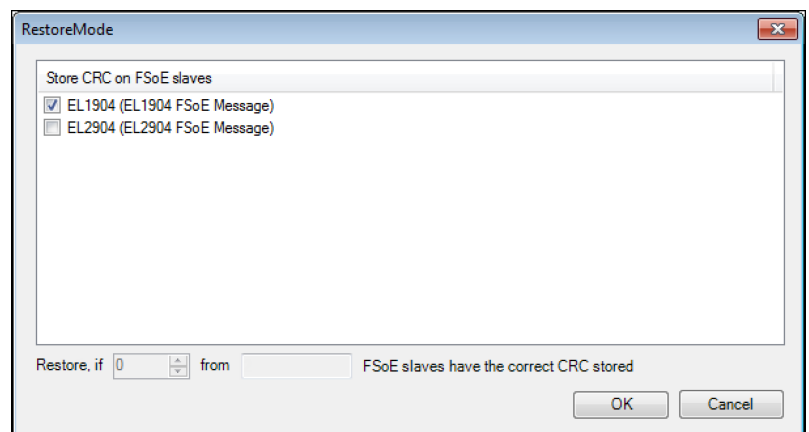 RestoreMode
Store CRC on FSoE slaves
EL1904 (EL1904 FSoE Message)
EL2904 (EL2904 FSoE Message)
Restore, if 0 from FSoE slaves have the correct CRC stored
OK Cancel